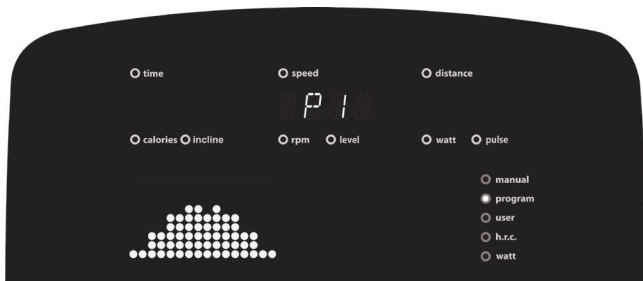 time speed distance
P1
calories incline rpm level watt pulse
manual
program
user
h.r.c.
watt